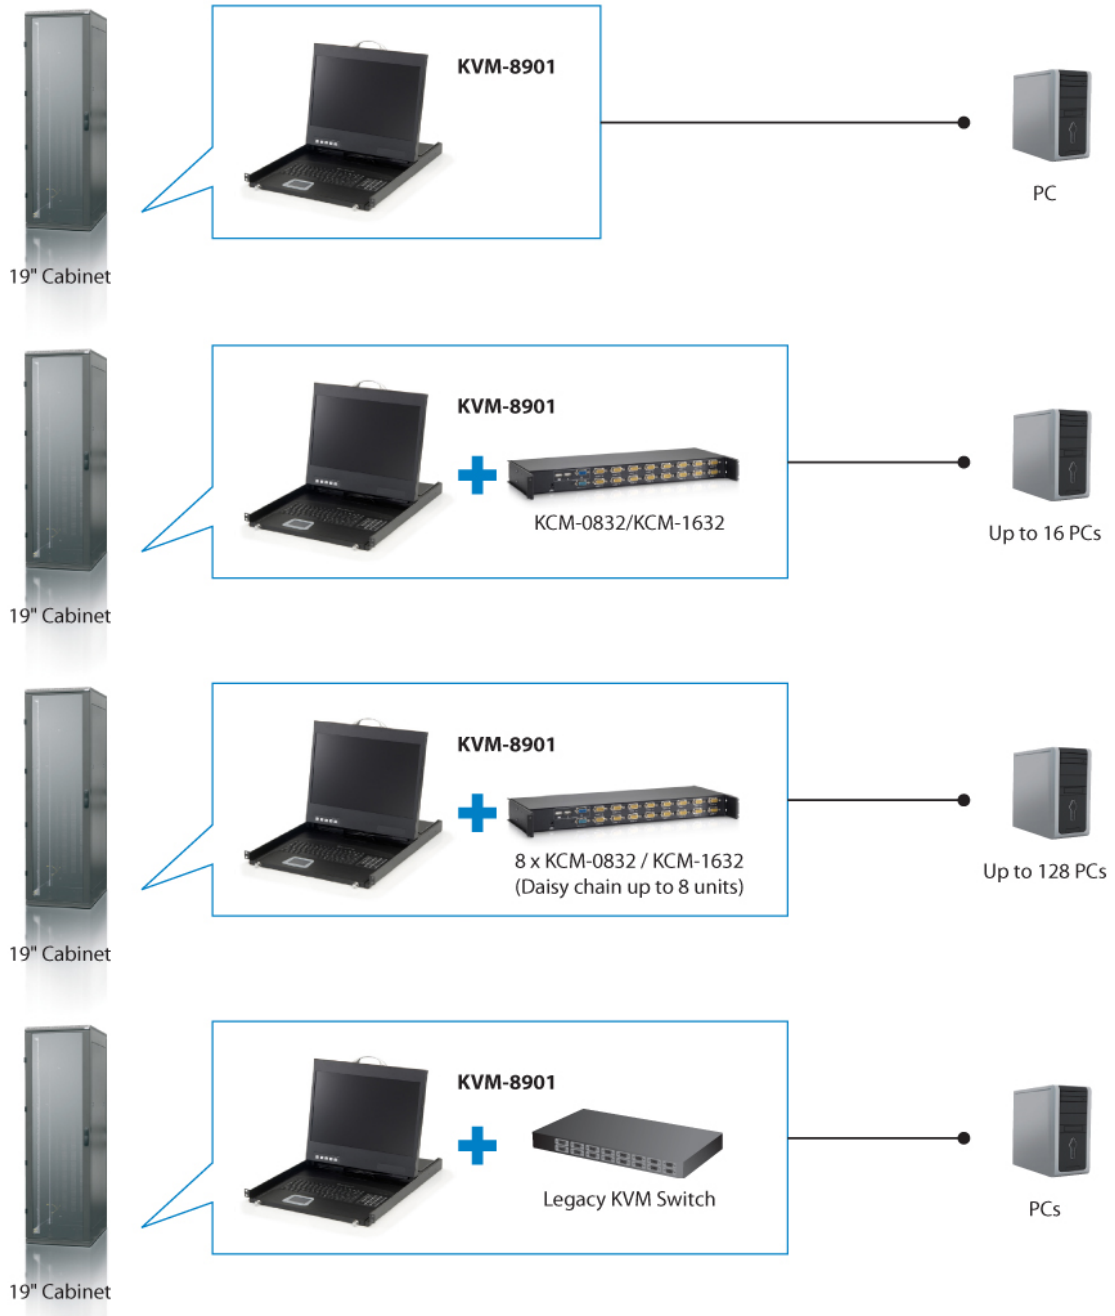 KVM-8901
PC
19" Cabinet
KVM-8901
KCM-0832/KCM-1632
Up to 16 PCs
19" Cabinet
KVM-8901
8 x KCM-0832 / KCM-1632
(Daisy chain up to 8 units)
Up to 128 PCs
19" Cabinet
KVM-8901
Legacy KVM Switch
PCs
19" Cabinet